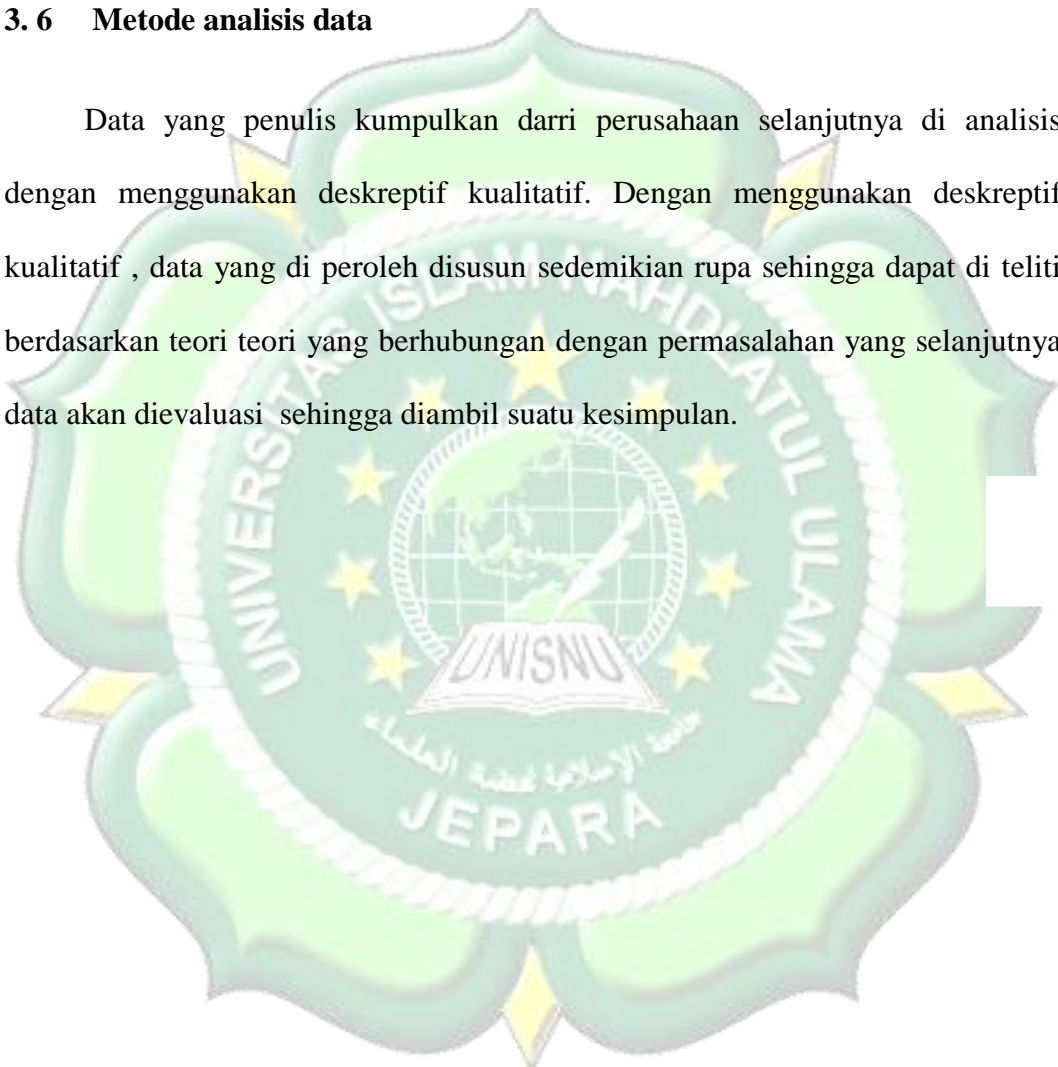 3. 6 Metode analisis data
Data yang penulis kumpulkan darri perusahaan selanjutnya di analisis
dengan menggunakan deskreptif kualitatif. Dengan menggunakan deskreptif
kualitatif , data yang di peroleh disusun sedemikian rupa sehingga dapat di teliti
berdasarkan teori teori yang berhubungan dengan permasalahan yang selanjutnya
data akan dievaluasi sehingga diambil suatu kesimpulan.
UNIVERSITAS ISLAM NAHDLATUL ULAMA
UNISNU
JEPARA